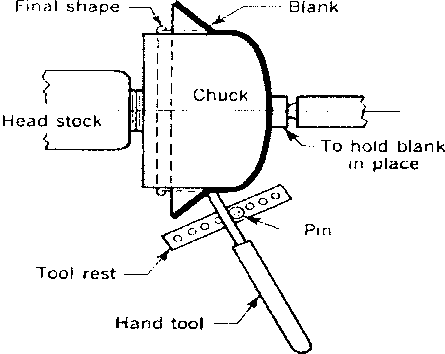 Final shape
Blank
Chuck
Head stock
To hold blank
in place
Pin
Tool rest
Hand tool